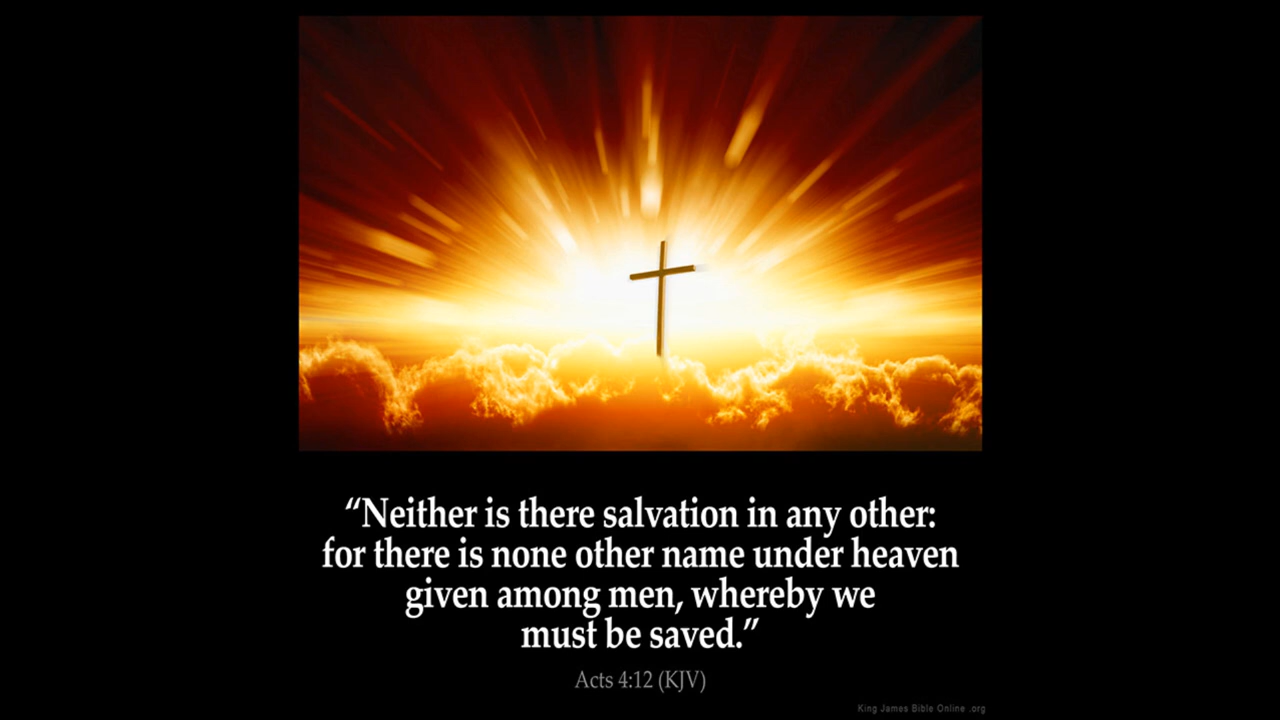 “Neither is there salvation in any other:
for there is none other name under heaven
given among men, whereby we
must be saved.”
Acts 4:12 (KJV)
King James Bible Online .org